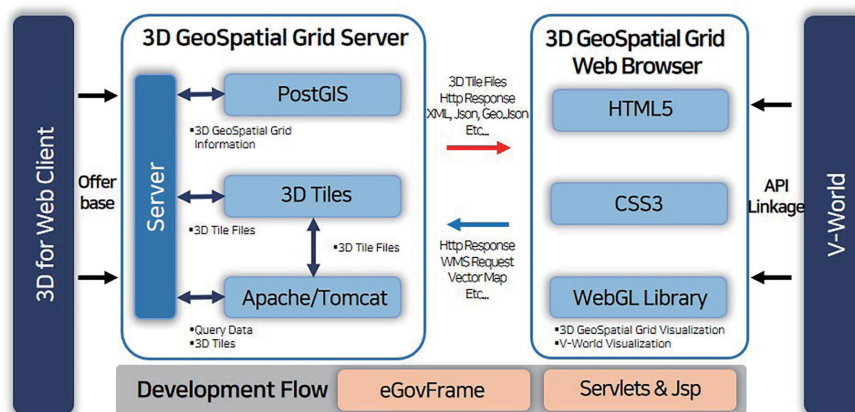 3D for Web Client
Offer
base
3D GeoSpatial Grid Server
Server
PostGIS
▪3D GeoSpatial Grid
Information
3D Tiles
▪3D Tile Files
▪3D Tile Files
Apache/Tomcat
▪Query Data
▪3D Tiles
3D Tile Files
Http Response
XML, Json, Geo.Json
Etc...
Http Response
WMS Request
Vector Map
Etc...
3D GeoSpatial Grid
Web Browser
HTML5
CSS3
WebGL Library
▪3D GeoSpatial Grid Visualization
▪V-World Visualization
API
Linkage
V-World
Development Flow
eGovFrame
Servlets & Jsp